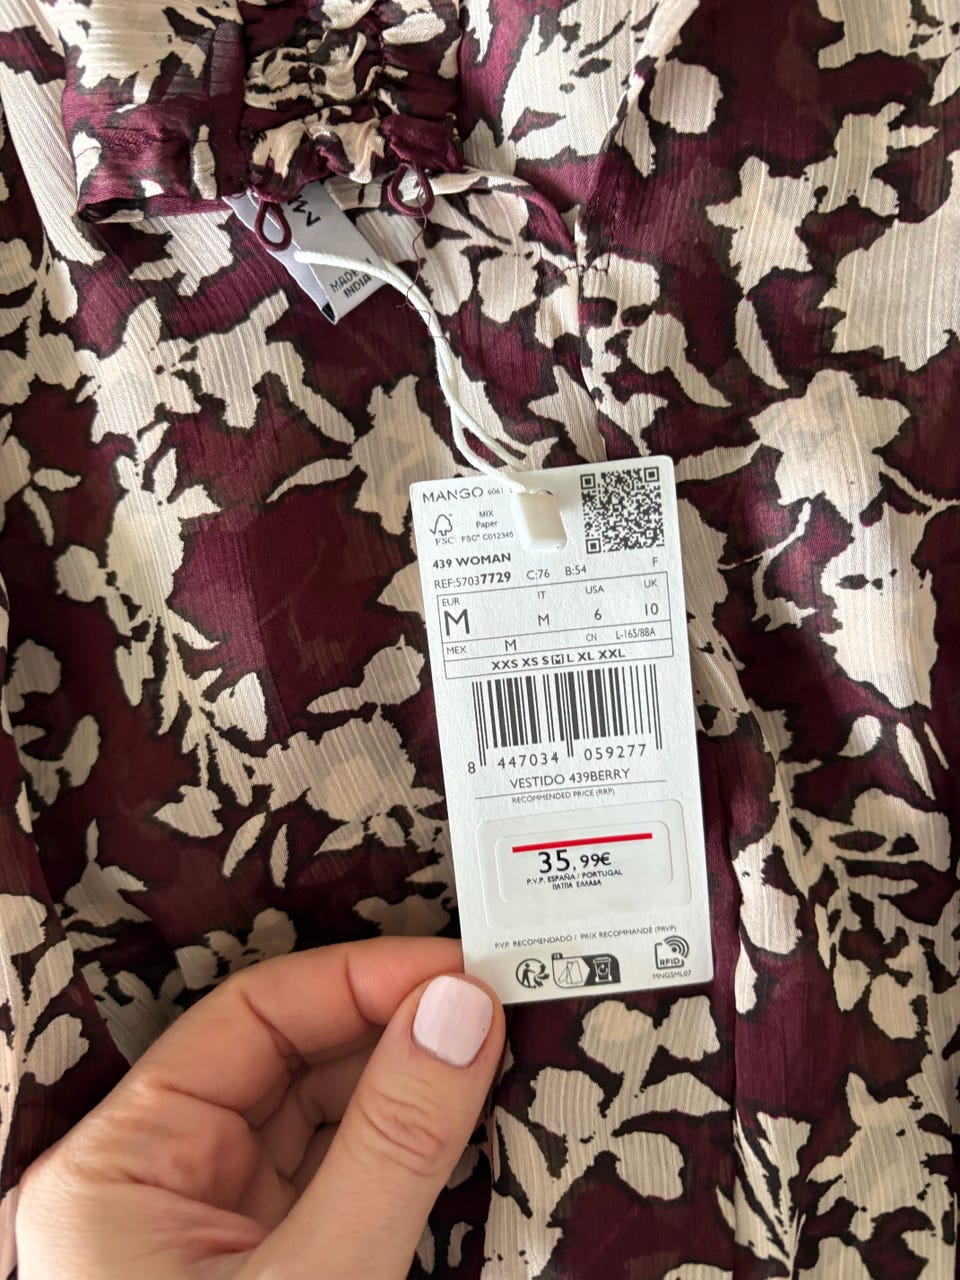 MADE IN
INDIA
MANGO 6061
MIX
Paper
FSC FSC® C012345
439 WOMAN
REF:57037729 C:76 B:54 F
EUR IT USA UK
M M 6 10
MEX M CN L-165/88A
XXS XS S M L XL XXL
8 447034 059277
VESTIDO 439BERRY
RECOMMENDED PRICE (RRP)
35,99€
P.V.P. ESPAÑA / PORTUGAL
ΠΑΤΠΑ ΕΛΛΑΔΑ
P.V.P. RECOMENDADO / PRIX RECOMMANDÉ (PRVP)
RFID
MNGSML07